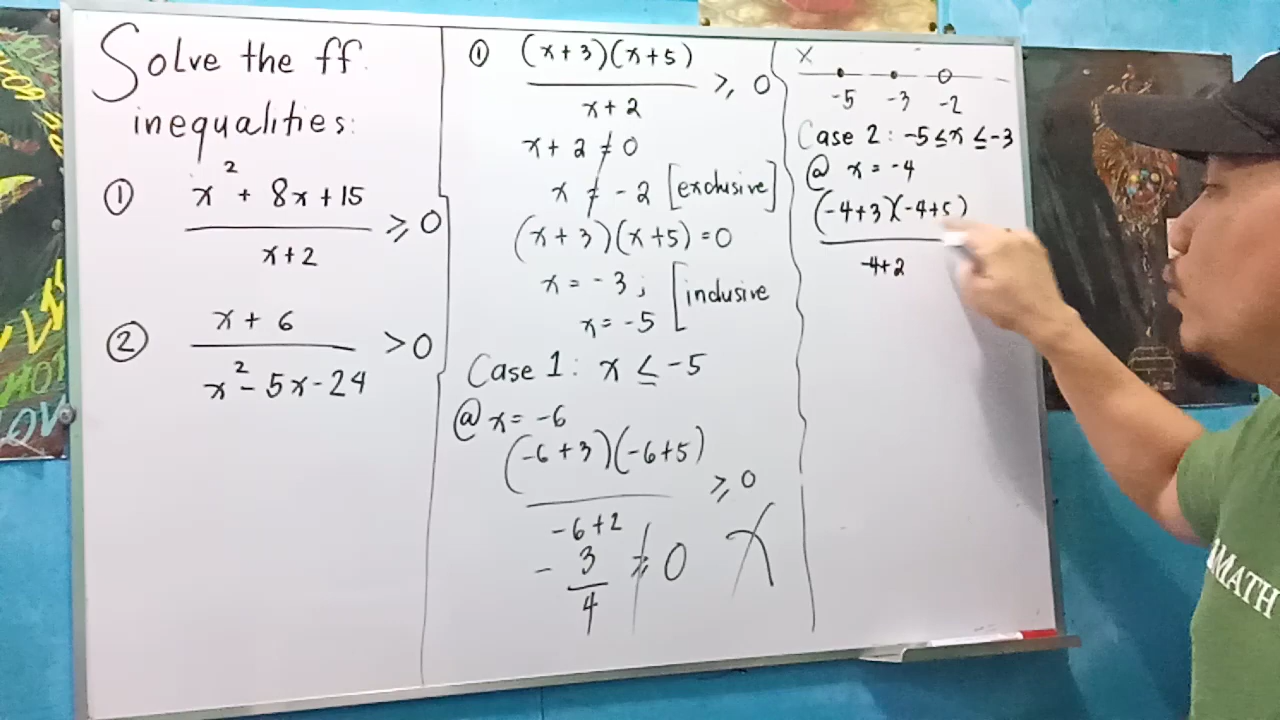 Solve the ff.
inequalities:
① x² + 8x + 15 / x + 2 ≥ 0
② x + 6 / x² - 5x - 24 > 0
① (x + 3)(x + 5) / x + 2 ≥ 0
x + 2 ≠ 0
x ≠ -2 [exclusive]
(x + 3)(x + 5) = 0
x = -3 ; [inclusive
x = -5
Case 1: x ≤ -5
@ x = -6
(-6 + 3)(-6 + 5) / -6 + 2 ≥ 0
- 3/4 ≱ 0 X
X
-5 -3 -2
Case 2: -5 ≤ x ≤ -3
@ x = -4
(-4+3)(-4+5) / -4+2
MATH